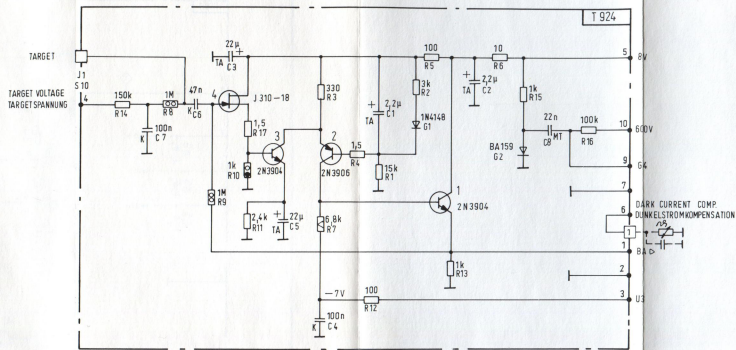 T 924
TARGET
J1
S10
TARGET VOLTAGE
TARGETSPANNUNG
4
150k
R14
100n
K
C7
1M
R8
47n
K
C6
4
J310-18
22µ
+
TA
C3
1,5
R17
1k
R10
3
2N3904
1M
R9
2,4k
R11
+
22µ
TA
C5
330
R3
2
2N3906
6,8k
R7
-7V
100n
K
C4
100
R12
1,5
R4
+
2,2µ
C1
TA
15k
R1
3k
R2
1N4148
G1
100
R5
1
2N3904
1k
R13
+
2,2µ
C2
TA
10
R6
1k
R15
BA159
G2
22n
C8
MT
100k
R16
5
8V
10
600V
9
G4
7
6
DARK CURRENT COMP.
DUNKELSTROMKOMPENSATION
1
1
BA
2
3
U3